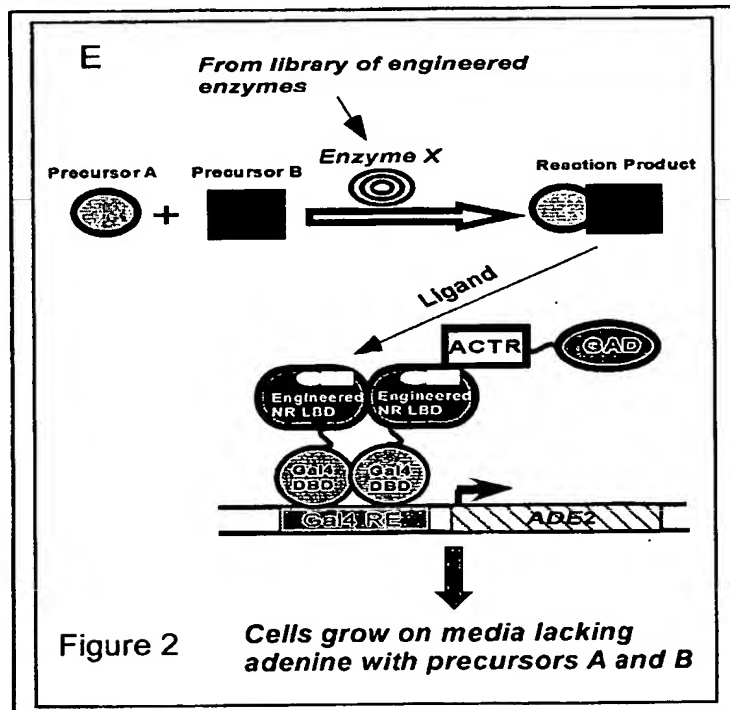 E
From library of engineered
enzymes
Enzyme X
Precursor A
+
Precursor B
Reaction Product
Ligand
ACTR
GAD
Engineered
NR LBD
Engineered
NR LBD
Gal4
DBD
Gal4
DBD
Gal4 RE
ADE2
Figure 2
Cells grow on media lacking
adenine with precursors A and B